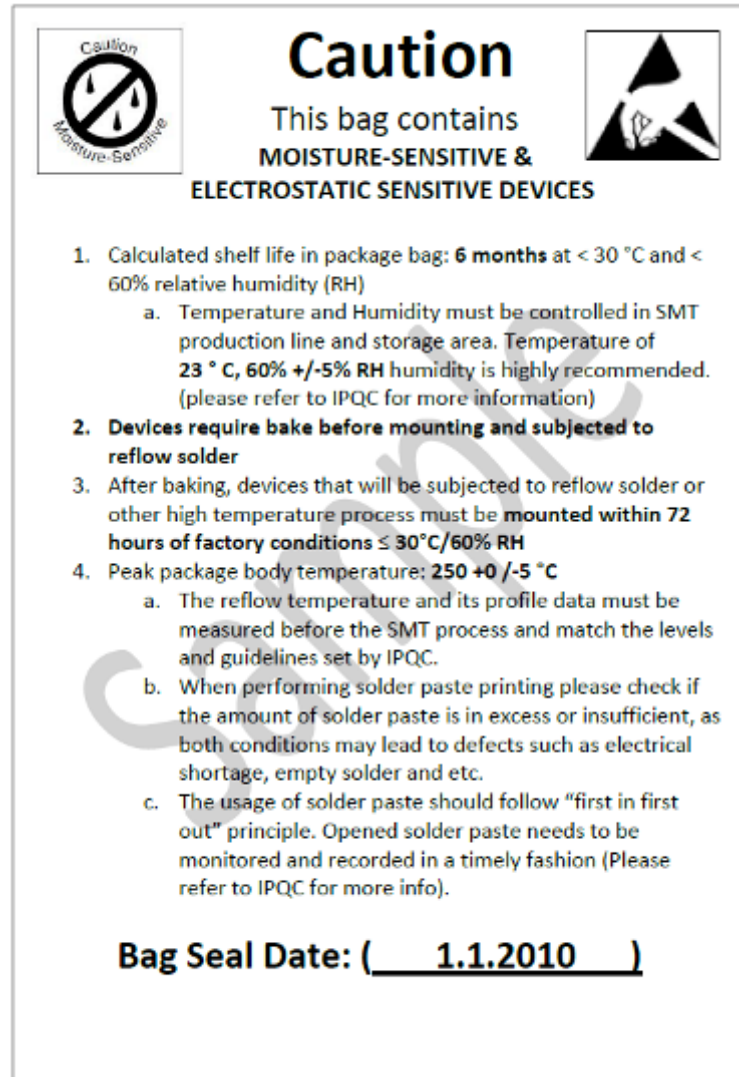 Caution
Moisture-Sensitive
Caution
This bag contains
MOISTURE-SENSITIVE &
ELECTROSTATIC SENSITIVE DEVICES
1. Calculated shelf life in package bag: 6 months at < 30 °C and <
60% relative humidity (RH)
a. Temperature and Humidity must be controlled in SMT
production line and storage area. Temperature of
23 ° C, 60% +/-5% RH humidity is highly recommended.
(please refer to IPQC for more information)
2. Devices require bake before mounting and subjected to
reflow solder
3. After baking, devices that will be subjected to reflow solder or
other high temperature process must be mounted within 72
hours of factory conditions ≤ 30°C/60% RH
4. Peak package body temperature: 250 +0 /-5 °C
a. The reflow temperature and its profile data must be
measured before the SMT process and match the levels
and guidelines set by IPQC.
b. When performing solder paste printing please check if
the amount of solder paste is in excess or insufficient, as
both conditions may lead to defects such as electrical
shortage, empty solder and etc.
c. The usage of solder paste should follow “first in first
out” principle. Opened solder paste needs to be
monitored and recorded in a timely fashion (Please
refer to IPQC for more info).
Bag Seal Date: ( 1.1.2010 )
Sample